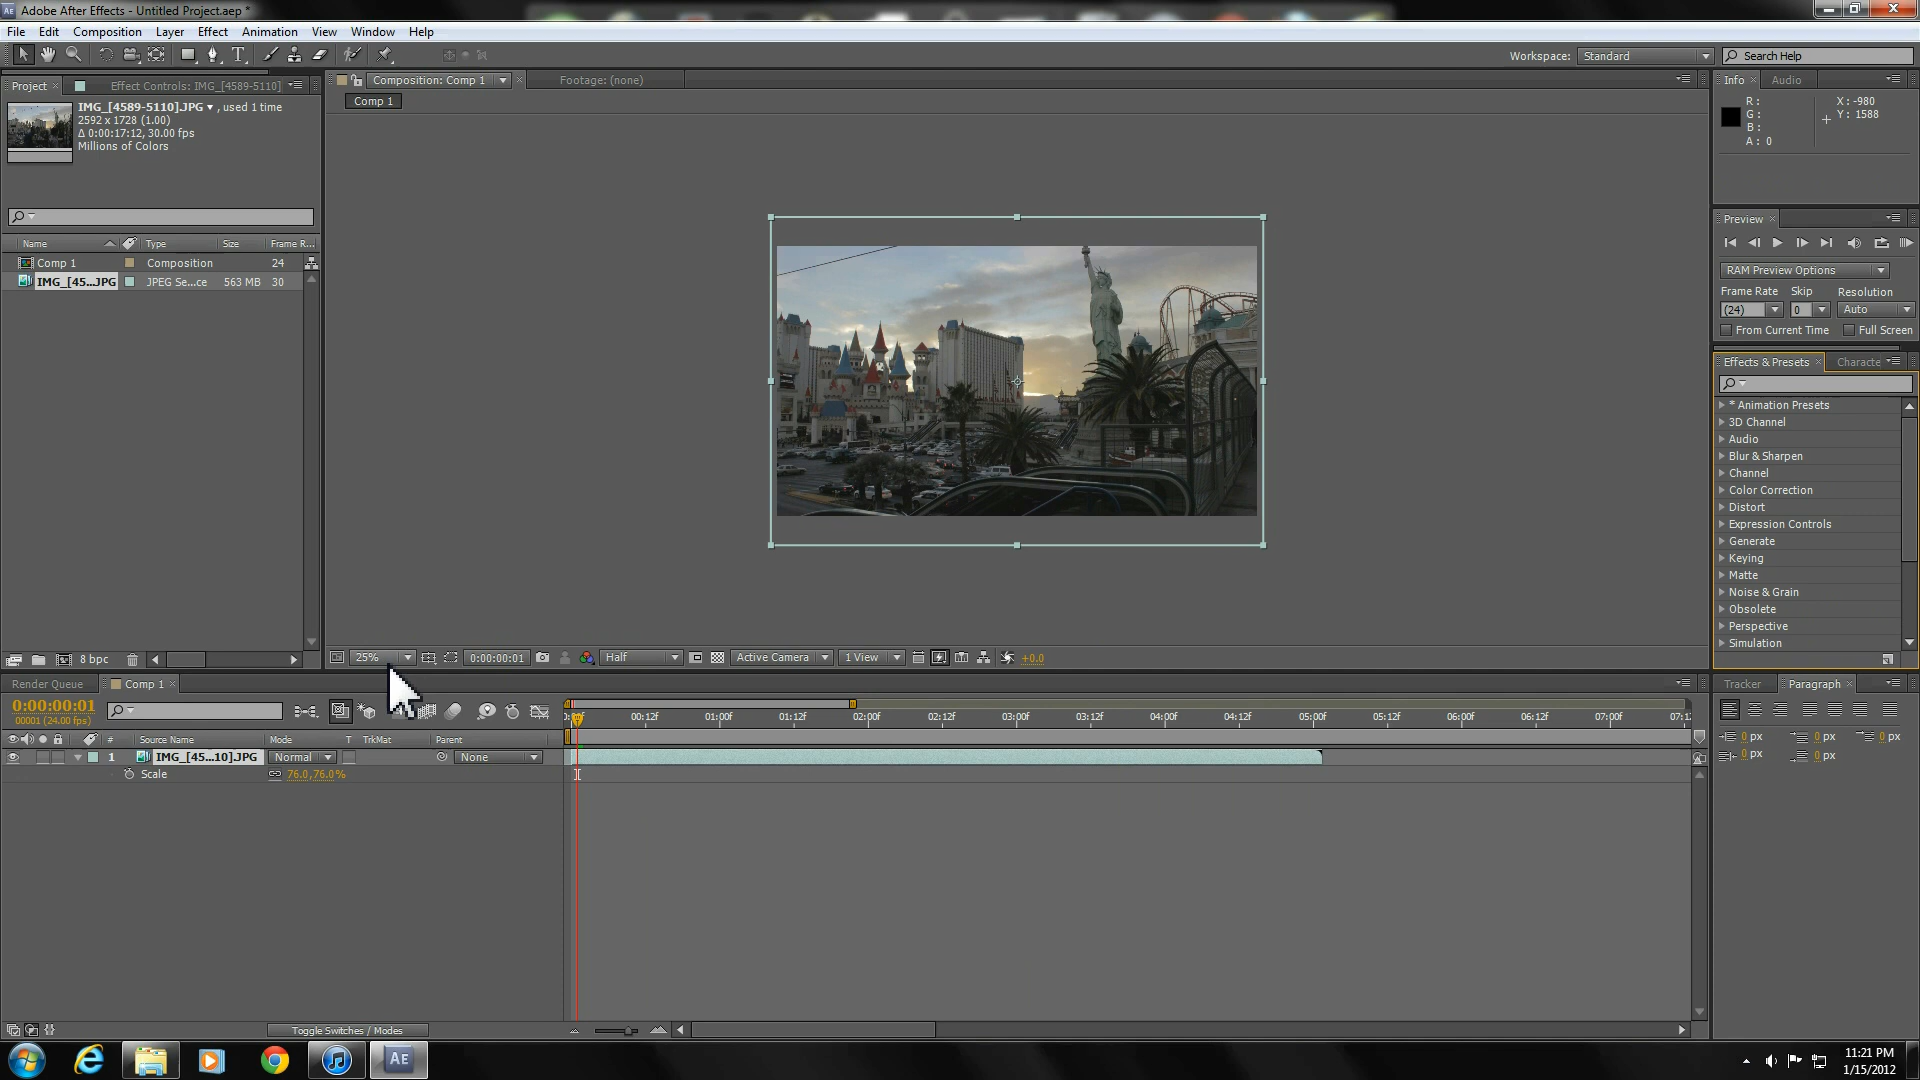 Adobe After Effects - Untitled Project.aep *
File Edit Composition Layer Effect Animation View Window Help
Workspace: Standard Search Help
Project Effect Controls: IMG_[4589-5110]
IMG_[4589-5110].JPG , used 1 time
2592 x 1728 (1.00)
Δ 0:00:17:12, 30.00 fps
Millions of Colors
Name Type Size Frame R...
Comp 1 Composition 24
IMG_[45...JPG JPEG Se...ce 563 MB 30
8 bpc
Composition: Comp 1 Footage: (none)
Comp 1
25% 0:00:00:01 Half Active Camera 1 View +0.0
Info Audio
R: X: -980
G: Y: 1588
B:
A: 0
Preview
RAM Preview Options
Frame Rate Skip Resolution
(24) 0 Auto
From Current Time Full Screen
Effects & Presets Characte
* Animation Presets
3D Channel
Audio
Blur & Sharpen
Channel
Color Correction
Distort
Expression Controls
Generate
Keying
Matte
Noise & Grain
Obsolete
Perspective
Simulation
Render Queue Comp 1
0:00:00:01
00001 (24.00 fps)
00:12f 01:00f 01:12f 02:00f 02:12f 03:00f 03:12f 04:00f 04:12f 05:00f 05:12f 06:00f 06:12f 07:00f 07:1
# Source Name Mode T TrkMat Parent
1 IMG_[45...10].JPG Normal None
Scale 76.0,76.0%
Toggle Switches / Modes
Tracker Paragraph
0 px 0 px 0 px
0 px 0 px
Ae
11:21 PM
1/15/2012